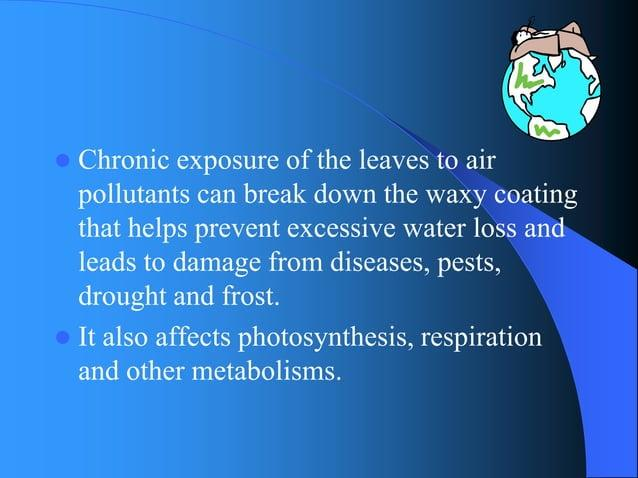 Chronic exposure of the leaves to air
pollutants can break down the waxy coating
that helps prevent excessive water loss and
leads to damage from diseases, pests,
drought and frost.
It also affects photosynthesis, respiration
and other metabolisms.